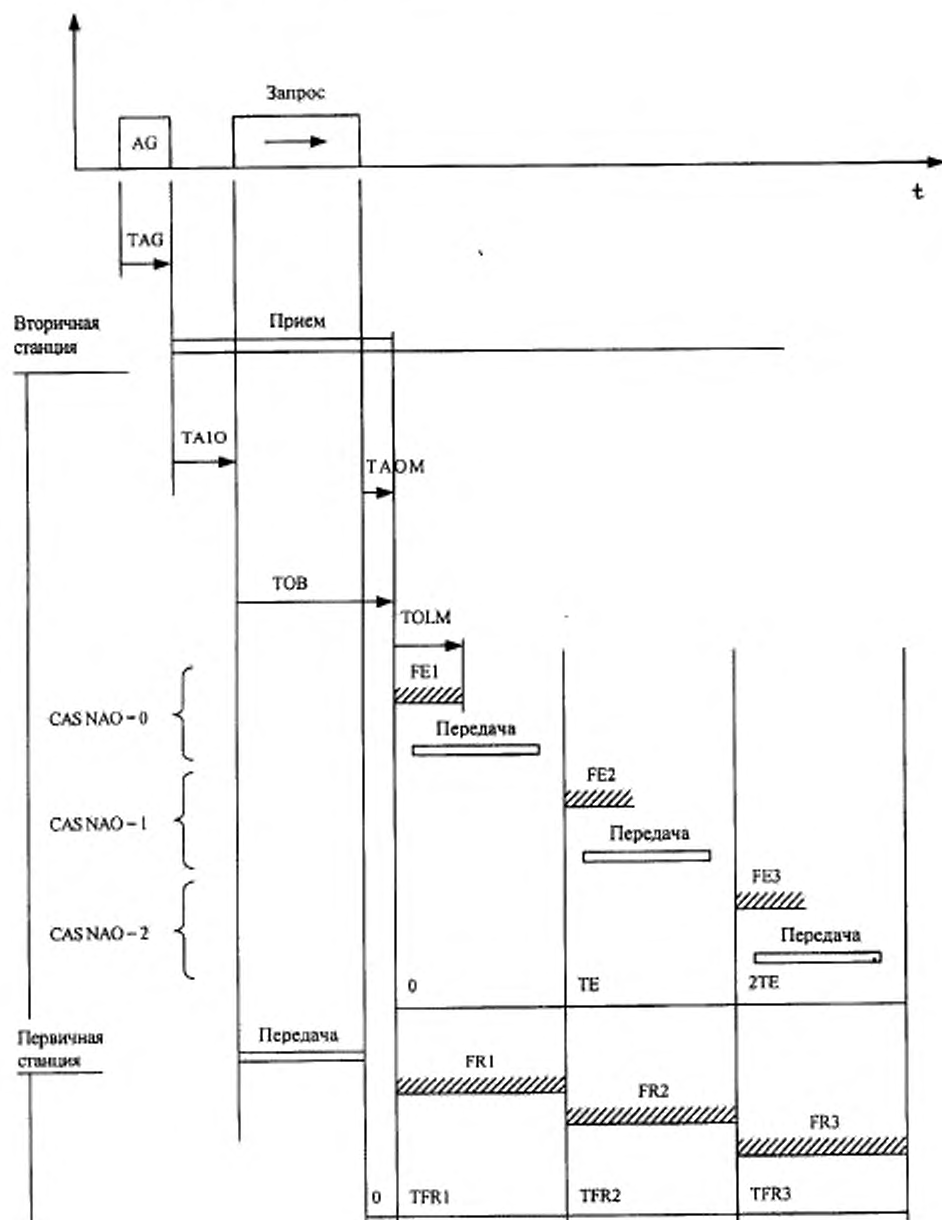 Запрос
AG
t
TAG
Вторичная
станция
Прием
TA1O
TAOM
TOB
TOLM
FE1
CAS NAO = 0
Передача
FE2
CAS NAO = 1
Передача
FE3
CAS NAO = 2
Передача
0
TE
2TE
Первичная
станция
Передача
FR1
FR2
FR3
0
TFR1
TFR2
TFR3